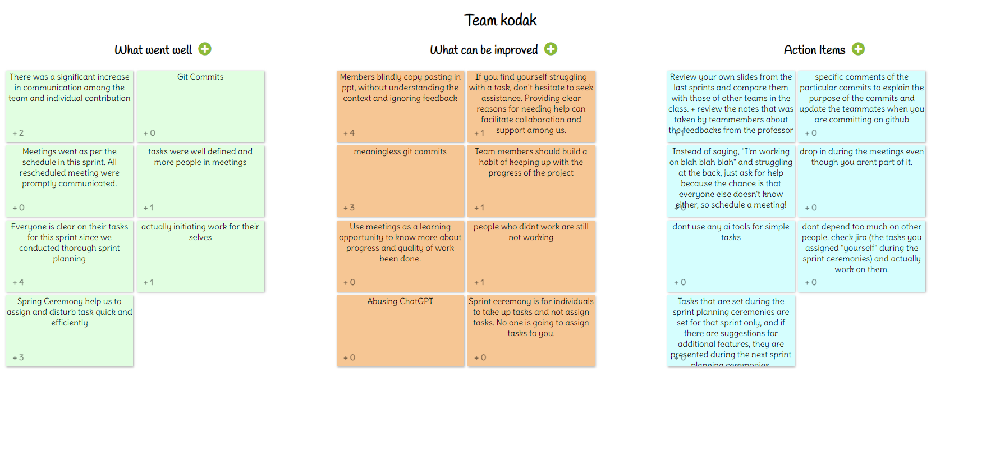 Team kodak
What went well
There was a significant increase
in communication among the
team and individual contribution
+2
Git Commits
+0
Meetings went as per the
schedule in this sprint. All
rescheduled meeting were
promptly communicated.
+0
tasks were well defined and
more people in meetings
+1
Everyone is clear on their tasks
for this sprint since we
conducted thorough sprint
planning
+4
actually initiating work for their
selves
+1
Spring Ceremony help us to
assign and disturb task quick and
efficiently
+3
What can be improved
Members blindly copy pasting in
ppt, without understanding the
context and ignoring feedback
+4
If you find yourself struggling
with a task, don't hesitate to seek
assistance. Providing clear
reasons for needing help can
facilitate collaboration and
support among us.
+1
meaningless git commits
+3
Team members should build a
habit of keeping up with the
progress of the project
+1
Use meetings as a learning
opportunity to know more about
progress and quality of work
been done.
+0
people who didnt work are still
not working
+1
Abusing ChatGPT
+0
Sprint ceremony is for individuals
to take up tasks and not assign
tasks. No one is going to assign
tasks to you.
+0
Action Items
Review your own slides from the
last sprints and compare them
with those of other teams in the
class. + review the notes that was
taken by teammembers about
the feedbacks from the professor
+1
specific comments of the
particular commits to explain the
purpose of the commits and
update the teammates when you
are committing on github
+0
Instead of saying, "I'm working
on blah blah blah" and struggling
at the back, just ask for help
because the chance is that
everyone else doesn't know
either, so schedule a meeting!
+0
drop in during the meetings even
though you arent part of it.
+0
dont use any ai tools for simple
tasks
+0
dont depend too much on other
people. check jira (the tasks you
assigned "yourself" during the
sprint ceremonies) and actually
work on them.
+0
Tasks that are set during the
sprint planning ceremonies are
set for that sprint only, and if
there are suggestions for
additional features, they are
presented during the next sprint
planning ceremonies
+0